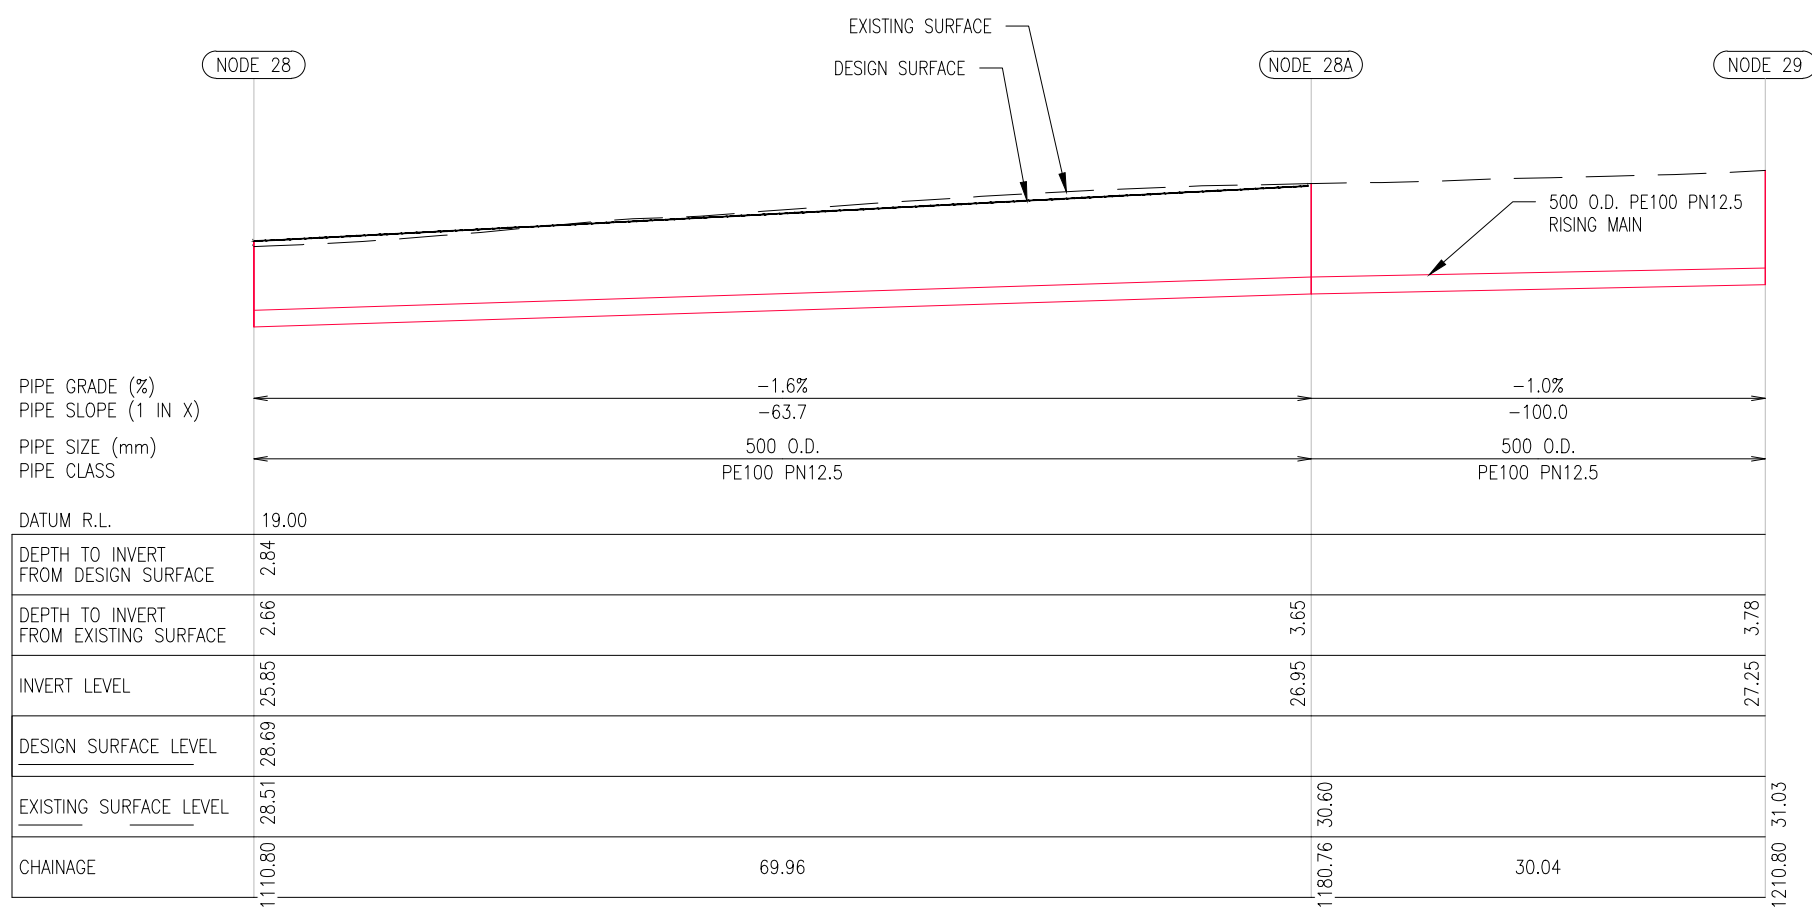 EXISTING SURFACE
DESIGN SURFACE
NODE 28
NODE 28A
NODE 29
500 O.D. PE100 PN12.5
RISING MAIN
PIPE GRADE (%)
-1.6%
-1.0%
PIPE SLOPE (1 IN X)
-63.7
-100.0
PIPE SIZE (mm)
500 O.D.
500 O.D.
PIPE CLASS
PE100 PN12.5
PE100 PN12.5
DATUM R.L.
19.00
DEPTH TO INVERT
FROM DESIGN SURFACE
2.84
DEPTH TO INVERT
FROM EXISTING SURFACE
2.66
3.65
3.78
INVERT LEVEL
25.85
26.95
27.25
DESIGN SURFACE LEVEL
28.69
EXISTING SURFACE LEVEL
28.51
30.60
31.03
CHAINAGE
1110.80
69.96
1180.76
30.04
1210.80